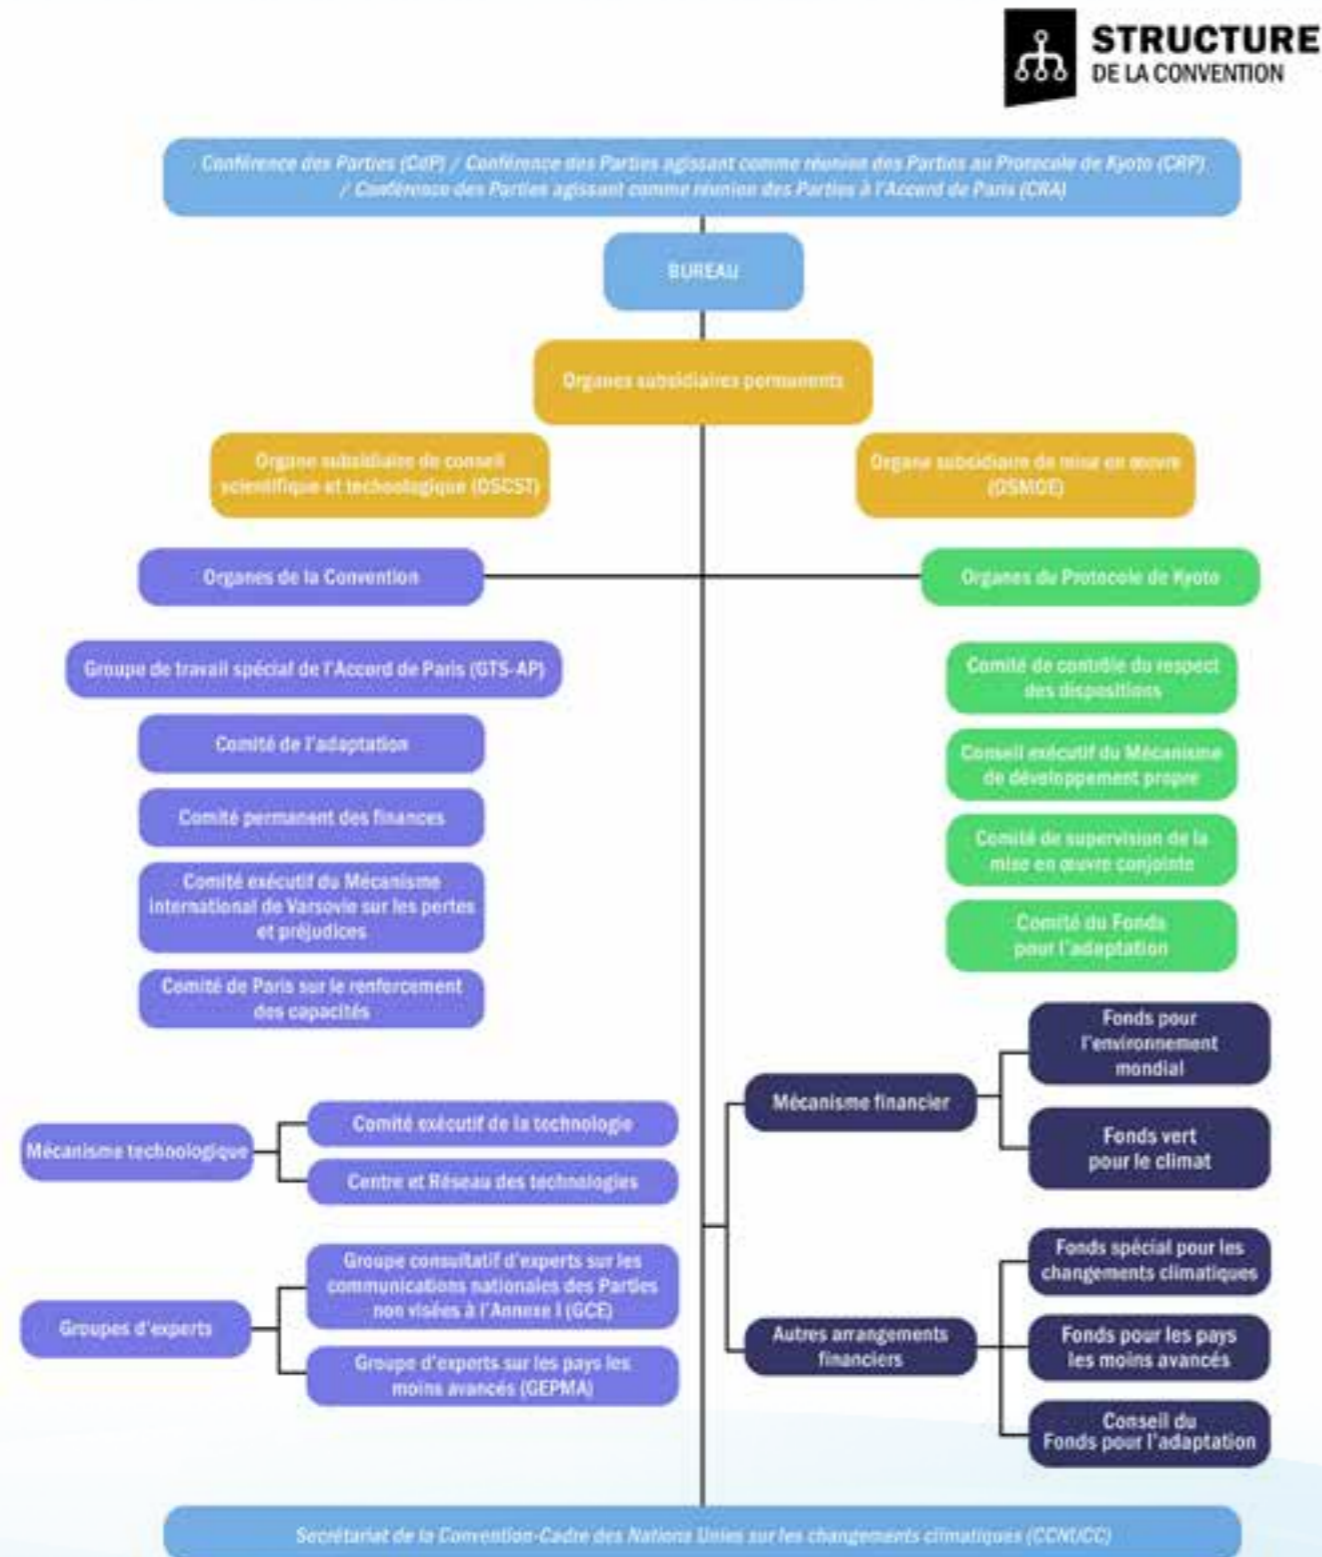 STRUCTURE
DE LA CONVENTION
Conférence des Parties (CdP) / Conférence des Parties agissant comme réunion des Parties au Protocole de Kyoto (CRP)
/ Conférence des Parties agissant comme réunion des Parties à l'Accord de Paris (CRA)
BUREAU
Organes subsidiaires permanents
Organe subsidiaire de conseil
scientifique et technologique (OSCST)
Organe subsidiaire de mise en œuvre
(OSMOE)
Organes de la Convention
Organes du Protocole de Kyoto
Groupe de travail spécial de l'Accord de Paris (GTS-AP)
Comité de l'adaptation
Comité permanent des finances
Comité exécutif du Mécanisme
international de Varsovie sur les pertes
et préjudices
Comité de Paris sur le renforcement
des capacités
Comité de contrôle du respect
des dispositions
Conseil exécutif du Mécanisme
de développement propre
Comité de supervision de la
mise en œuvre conjointe
Comité du Fonds
pour l'adaptation
Mécanisme technologique
Comité exécutif de la technologie
Centre et Réseau des technologies
Groupes d'experts
Groupe consultatif d'experts sur les
communications nationales des Parties
non visées à l'Annexe I (GCE)
Groupe d'experts sur les pays les
moins avancés (GEPMA)
Mécanisme financier
Fonds pour
l'environnement
mondial
Fonds vert
pour le climat
Autres arrangements
financiers
Fonds spécial pour les
changements climatiques
Fonds pour les pays
les moins avancés
Conseil du
Fonds pour l'adaptation
Secrétariat de la Convention-Cadre des Nations Unies sur les changements climatiques (CCNUCC)